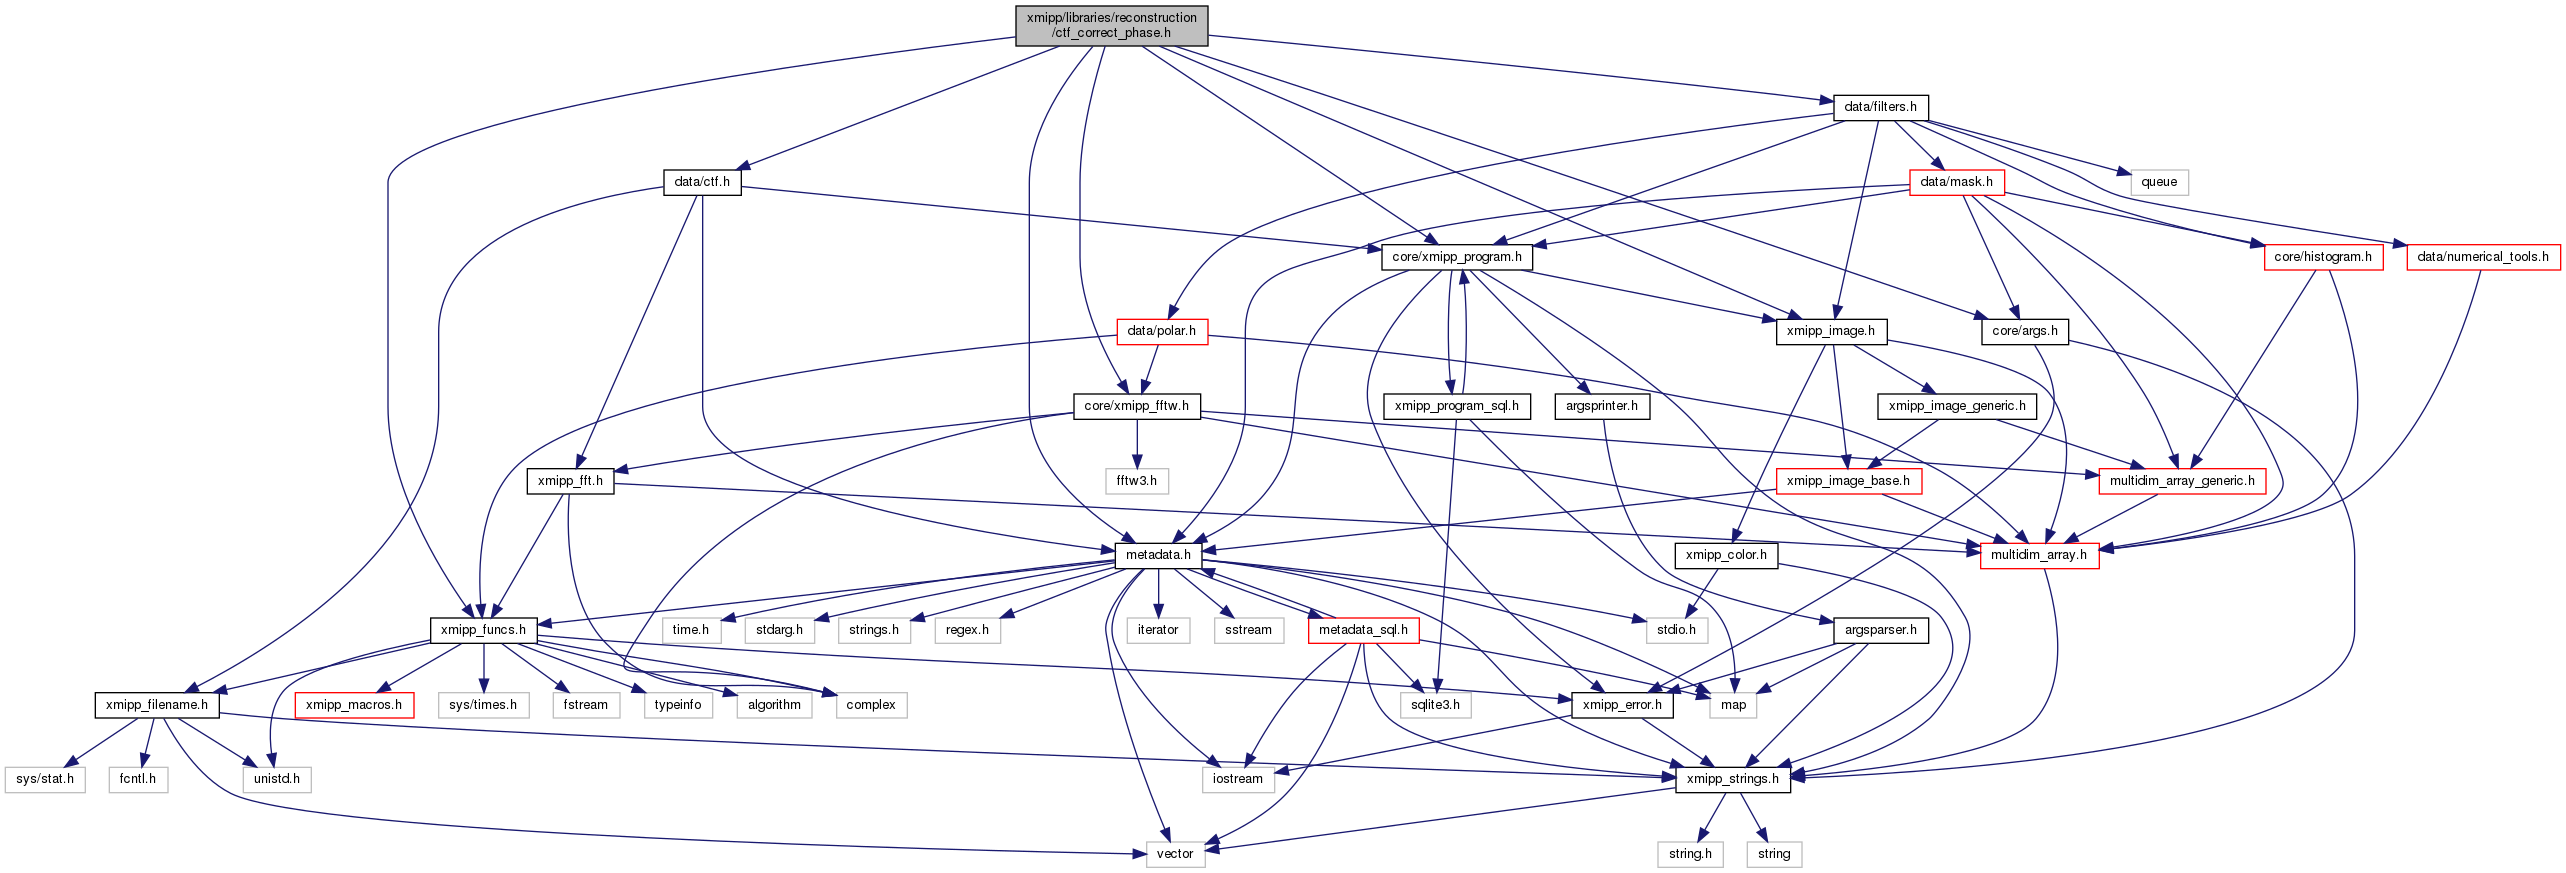 xmipp/libraries/reconstruction
/ctf_correct_phase.h
data/filters.h
data/ctf.h
data/mask.h
queue
core/xmipp_program.h
core/histogram.h
data/numerical_tools.h
data/polar.h
xmipp_image.h
core/args.h
core/xmipp_fftw.h
xmipp_program_sql.h
argsprinter.h
xmipp_image_generic.h
xmipp_fft.h
fftw3.h
xmipp_image_base.h
multidim_array_generic.h
metadata.h
xmipp_color.h
multidim_array.h
xmipp_funcs.h
time.h
stdarg.h
strings.h
regex.h
iterator
sstream
metadata_sql.h
stdio.h
argsparser.h
xmipp_filename.h
xmipp_macros.h
sys/times.h
fstream
typeinfo
algorithm
complex
sqlite3.h
xmipp_error.h
map
sys/stat.h
fcntl.h
unistd.h
iostream
xmipp_strings.h
vector
string.h
string